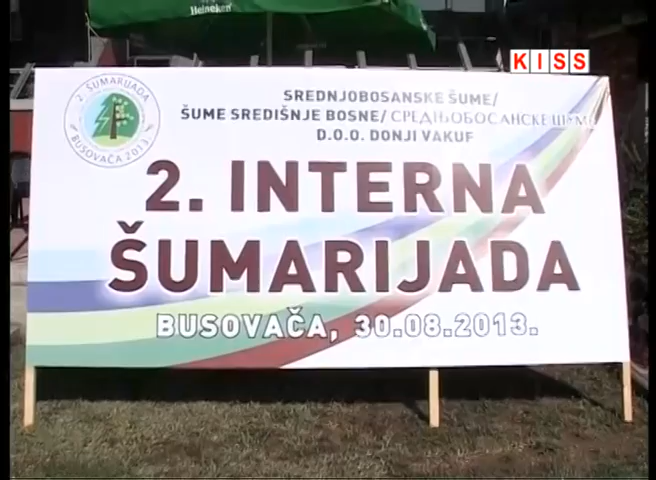 Heineken
KISS
2. ŠUMARIJADA
BUSOVAČA 2013.
SREDNJOBOSANSKE ŠUME/
ŠUME SREDIŠNJE BOSNE/СРЕДЊОБОСАНСКЕ ШУМЕ
D.O.O. DONJI VAKUF
2. INTERNA
ŠUMARIJADA
BUSOVAČA, 30.08.2013.